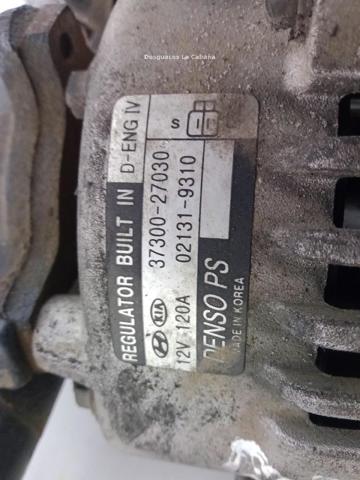 Desguaces La Cabaña
REGULATOR BUILT IN D-ENG IV
KIA 37300-27030
12V 120A 02131-9310
DENSO PS
MADE IN KOREA
S